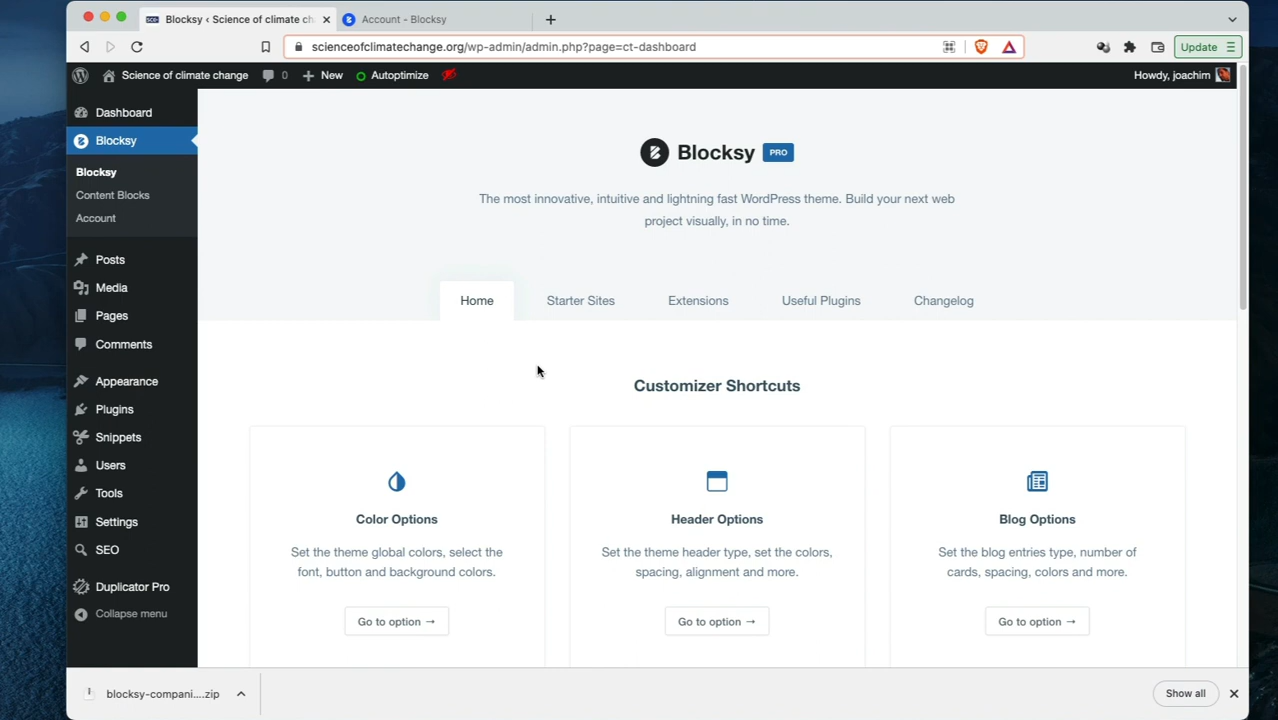 Blocksy ‹ Science of climate ch
Account - Blocksy
scienceofclimatechange.org/wp-admin/admin.php?page=ct-dashboard
Update
Science of climate change
0
New
Autoptimize
Howdy, joachim
Dashboard
Blocksy
Blocksy
Content Blocks
Account
Posts
Media
Pages
Comments
Appearance
Plugins
Snippets
Users
Tools
Settings
SEO
Duplicator Pro
Collapse menu
Blocksy PRO
The most innovative, intuitive and lightning fast WordPress theme. Build your next web
project visually, in no time.
Home
Starter Sites
Extensions
Useful Plugins
Changelog
Customizer Shortcuts
Color Options
Set the theme global colors, select the
font, button and background colors.
Go to option →
Header Options
Set the theme header type, set the colors,
spacing, alignment and more.
Go to option →
Blog Options
Set the blog entries type, number of
cards, spacing, colors and more.
Go to option →
blocksy-compani....zip
Show all